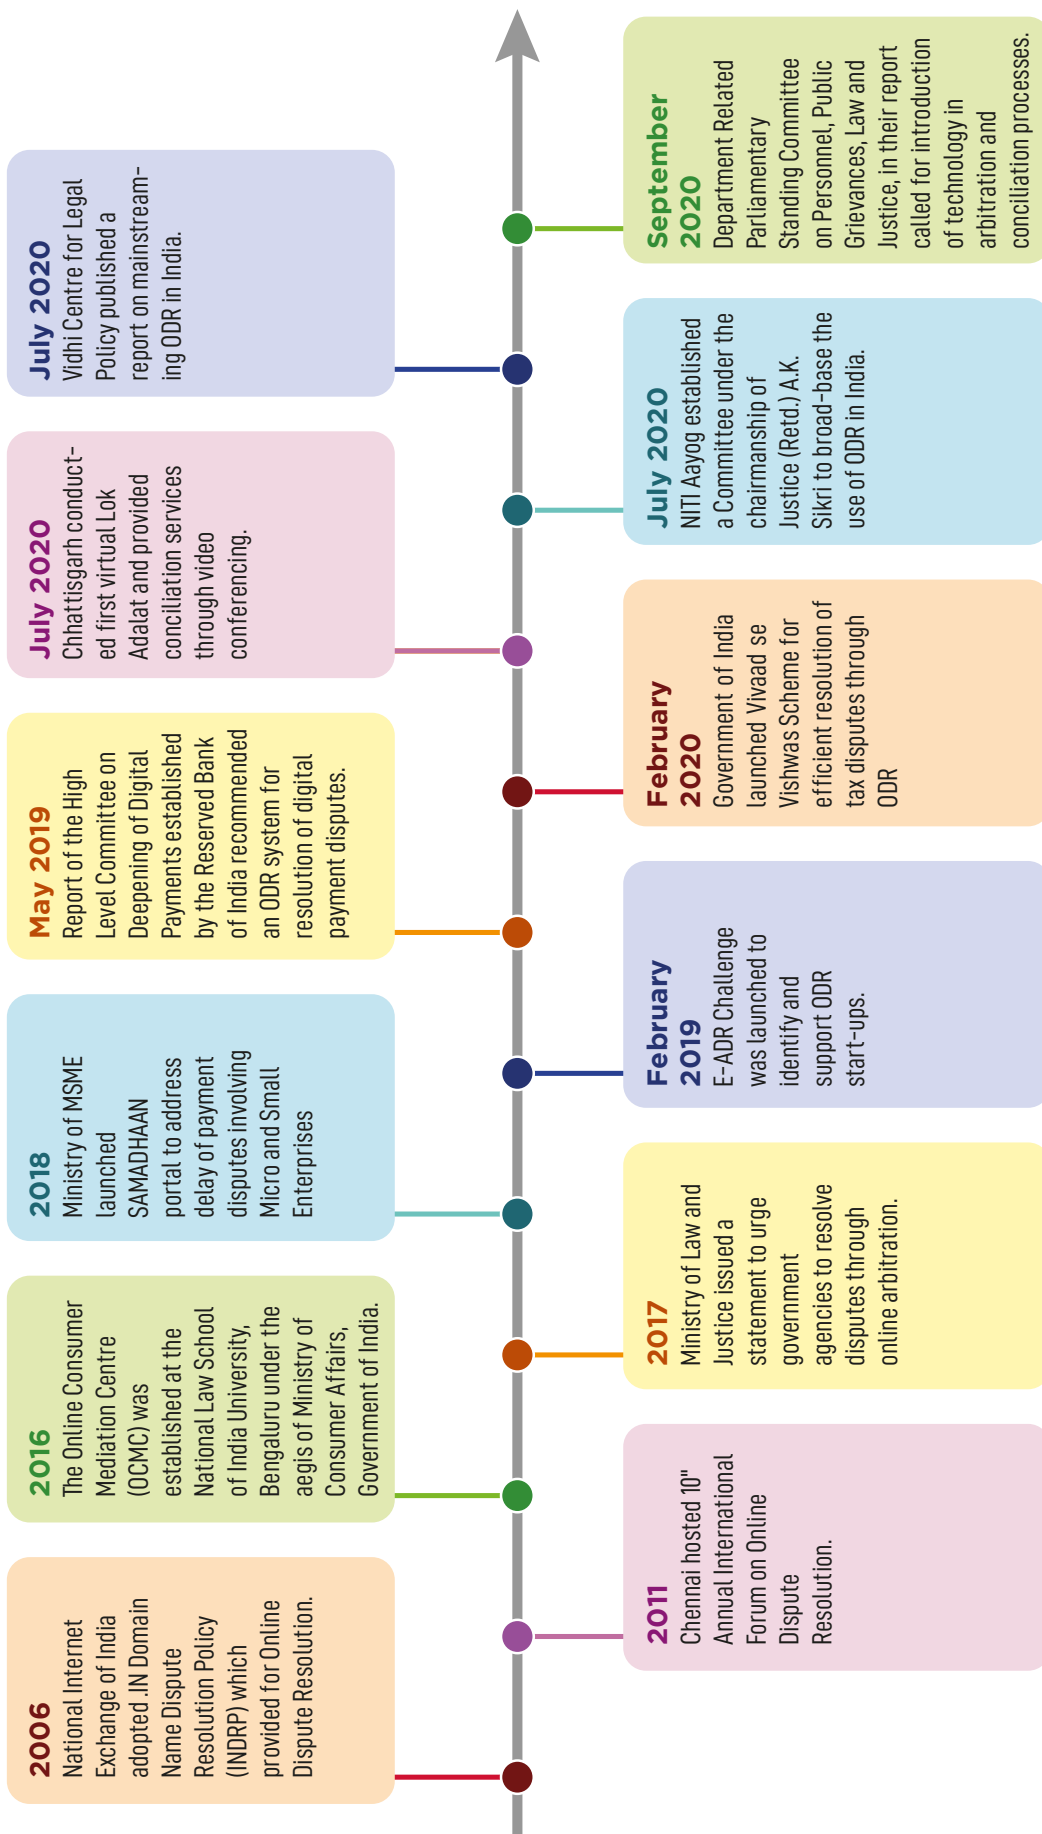 2006
National Internet
Exchange of India
adopted .IN Domain
Name Dispute
Resolution Policy
(INDRP) which
provided for Online
Dispute Resolution.
2011
Chennai hosted 10"
Annual International
Forum on Online
Dispute
Resolution.
2016
The Online Consumer
Mediation Centre
(OCMC) was
established at the
National Law School
of India University,
Bengaluru under the
aegis of Ministry of
Consumer Affairs,
Government of India.
2017
Ministry of Law and
Justice issued a
statement to urge
government
agencies to resolve
disputes through
online arbitration.
2018
Ministry of MSME
launched
SAMADHAAN
portal to address
delay of payment
disputes involving
Micro and Small
Enterprises
February
2019
E-ADR Challenge
was launched to
identify and
support ODR
start-ups.
May 2019
Report of the High
Level Committee on
Deepening of Digital
Payments established
by the Reserved Bank
of India recommended
an ODR system for
resolution of digital
payment disputes.
February
2020
Government of India
launched Vivaad se
Vishwas Scheme for
efficient resolution of
tax disputes through
ODR
July 2020
Chhattisgarh conduct-
ed first virtual Lok
Adalat and provided
conciliation services
through video
conferencing.
July 2020
NITI Aayog established
a Committee under the
chairmanship of
Justice (Retd.) A.K.
Sikri to broad-base the
use of ODR in India.
July 2020
Vidhi Centre for Legal
Policy published a
report on mainstream-
ing ODR in India.
September
2020
Department Related
Parliamentary
Standing Committee
on Personnel, Public
Grievances, Law and
Justice, in their report
called for introduction
of technology in
arbitration and
conciliation processes.